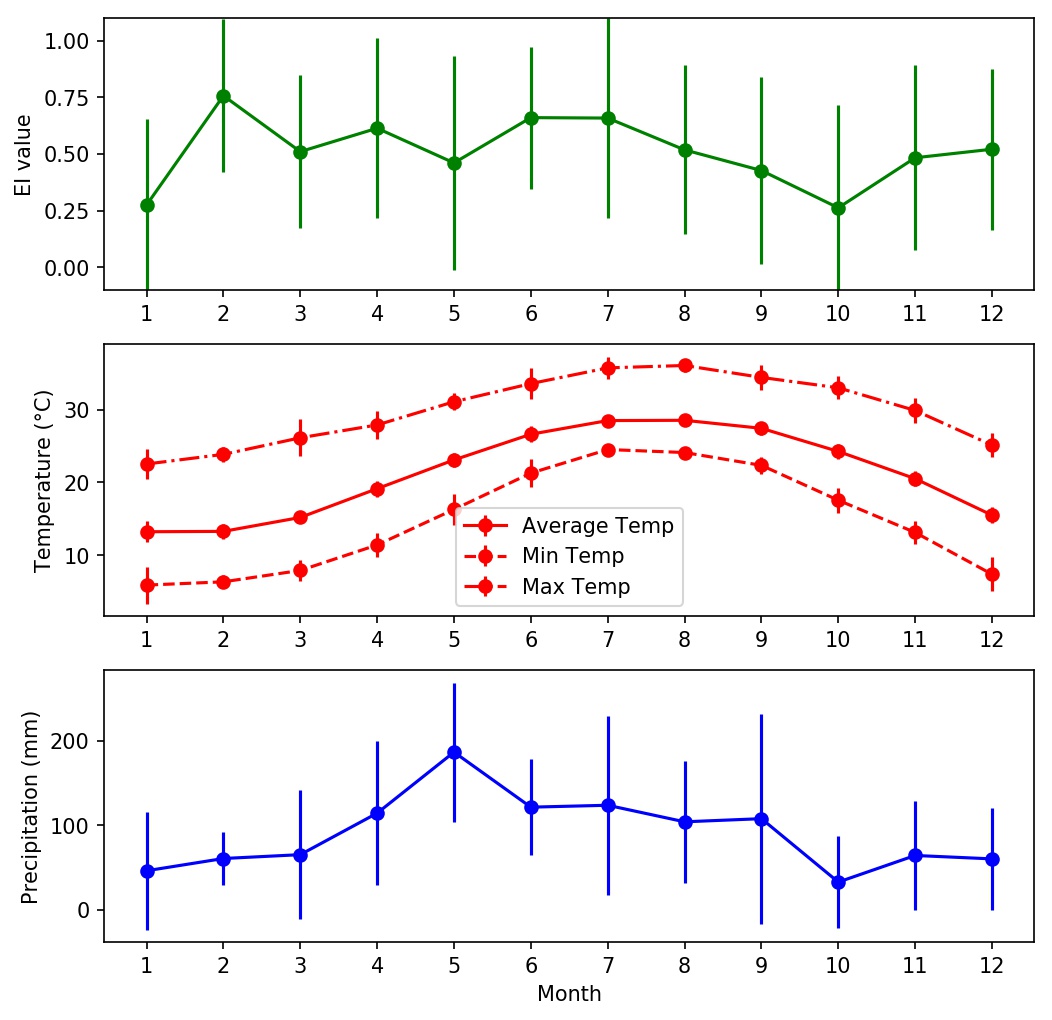 EI value
1.00
0.75
0.50
0.25
0.00
1 2 3 4 5 6 7 8 9 10 11 12
Temperature (°C)
30
20
10
Average Temp
Min Temp
Max Temp
1 2 3 4 5 6 7 8 9 10 11 12
Precipitation (mm)
200
100
0
1 2 3 4 5 6 7 8 9 10 11 12
Month